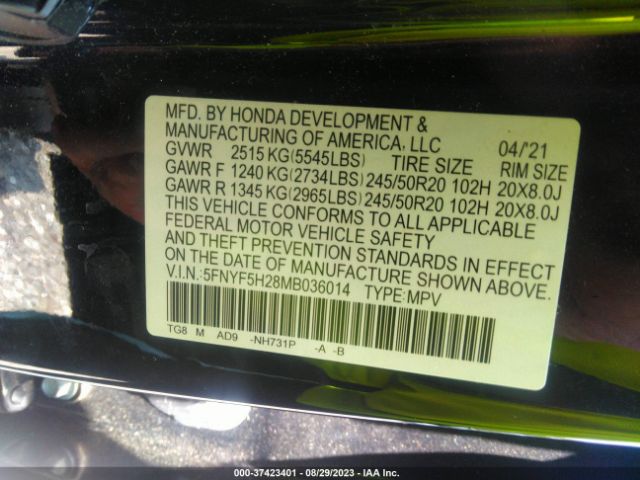 MFD. BY HONDA DEVELOPMENT &
MANUFACTURING OF AMERICA, LLC 04/'21
GVWR 2515 KG(5545LBS) TIRE SIZE RIM SIZE
GAWR F 1240 KG(2734LBS) 245/50R20 102H 20X8.0J
GAWR R 1345 KG(2965LBS) 245/50R20 102H 20X8.0J
THIS VEHICLE CONFORMS TO ALL APPLICABLE
FEDERAL MOTOR VEHICLE SAFETY
AND THEFT PREVENTION STANDARDS IN EFFECT
ON THE DATE OF MANUFACTURE SHOWN ABOVE.
V.I.N.:5FNYF5H28MB036014 TYPE:MPV
TG8 M AD9 -NH731P -A -B
000-37423401 - 08/29/2023 - IAA Inc.